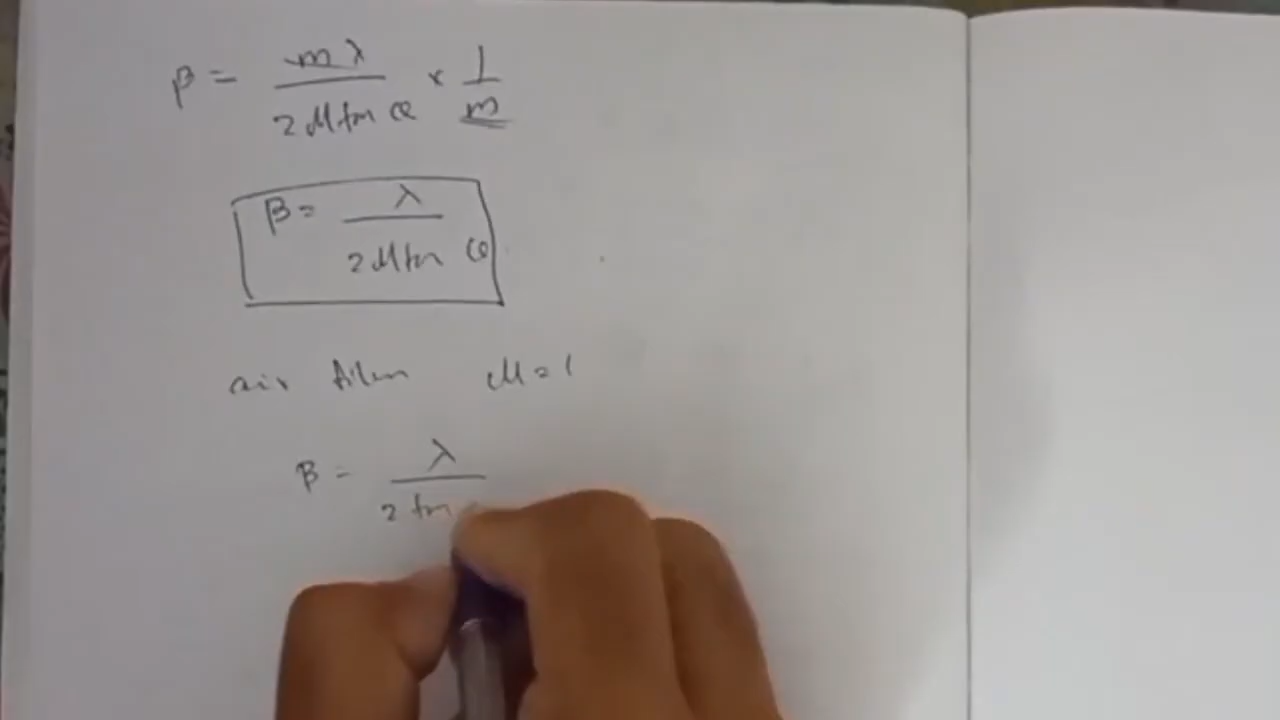 β = mλ / 2μ tan α × 1/m
β = λ / 2μ tan α
air film μ = 1
β = λ / 2 tan